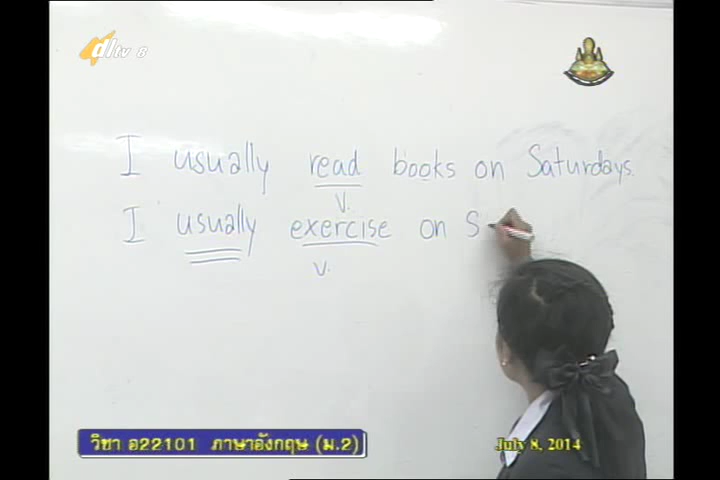 dltv 8
I usually read books on Saturdays.
v.
I usually exercise on S
v.
วิชา อ22101 ภาษาอังกฤษ (ม.2)
July 8, 2014